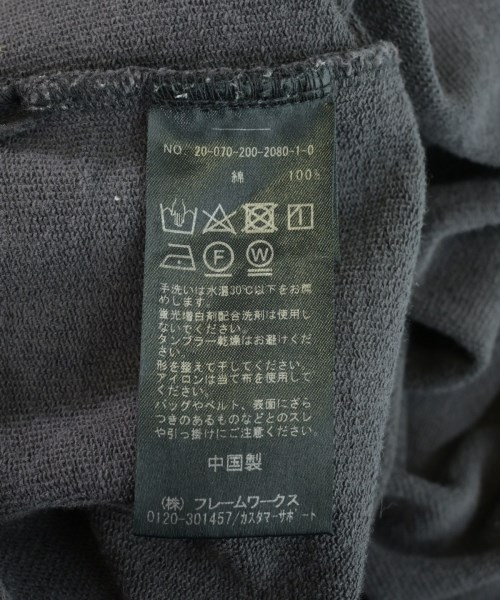 NO. 20-070-200-2080-1-0
綿 100%
F W
手洗いは水温30℃以下をお薦
めします。
蛍光増白剤配合洗剤は使用し
ないでください。
タンブラー乾燥はお避けくださ
い。
形を整えて干してください。
アイロンは当て布を使用して
ください。
バッグやベルト、表面にざら
つきのあるものなどとのスレ
や引っ掛けにご注意ください。
中国製
(株) フレームワークス
0120-301457/カスタマーサポート